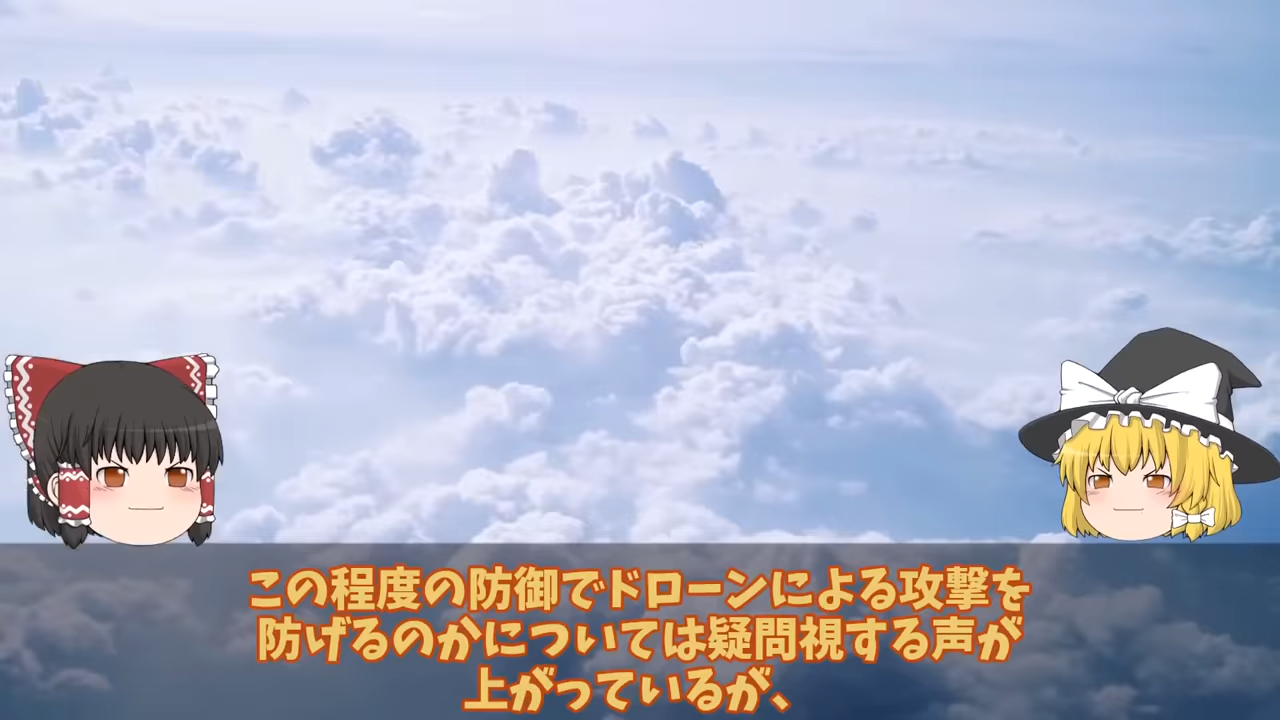 この程度の防御でドローンによる攻撃を
防げるのかについては疑問視する声が
上がっているが、